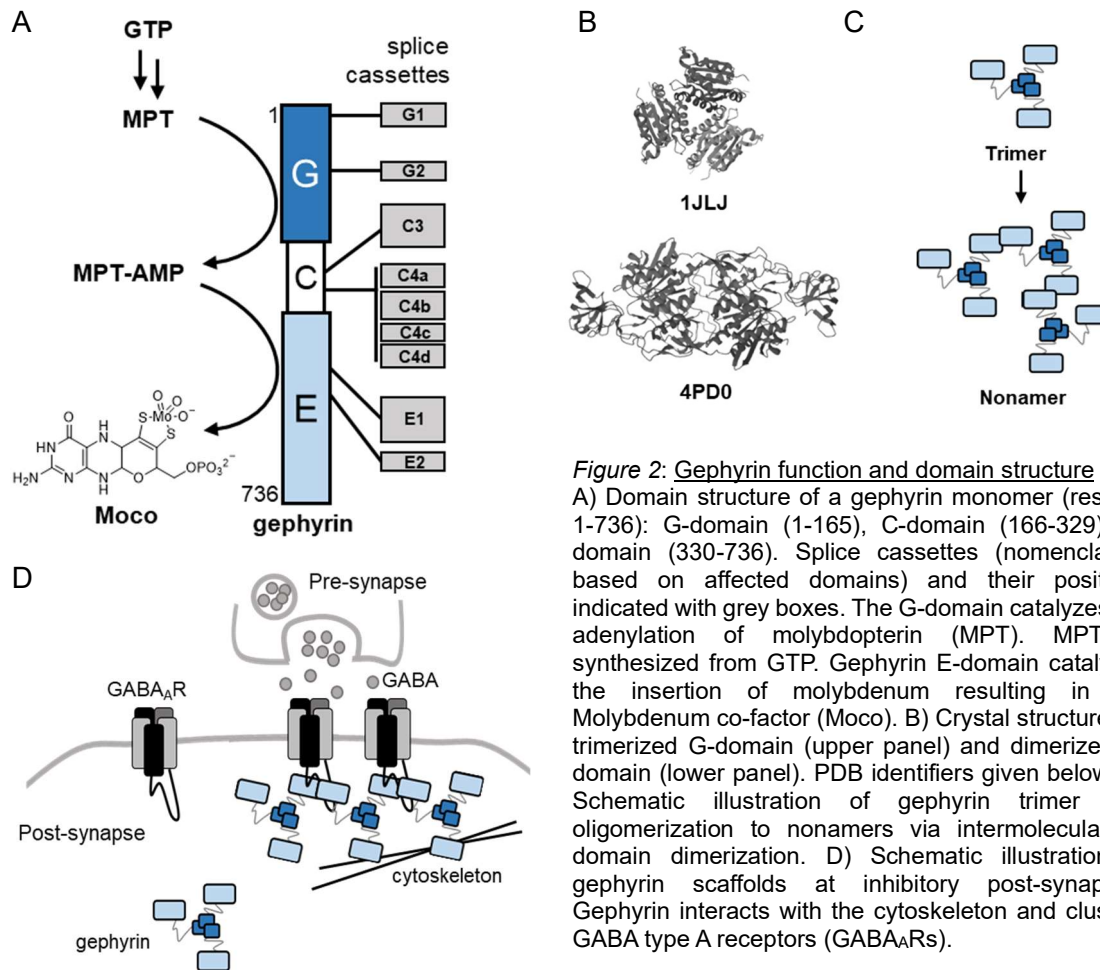 A
GTP
MPT
MPT-AMP
O
HN
H2N
N
N
H
H
N
O
S
Mo
O
O
O−
S
OPO32−
Moco
1
G
C
E
736
gephyrin
splice
cassettes
G1
G2
C3
C4a
C4b
C4c
C4d
E1
E2
B
1JLJ
4PD0
C
Trimer
Nonamer
D
Pre-synapse
GABAAR
GABA
Post-synapse
cytoskeleton
gephyrin
Figure 2: Gephyrin function and domain structure
A) Domain structure of a gephyrin monomer (res
1-736): G-domain (1-165), C-domain (166-329)
domain (330-736). Splice cassettes (nomencla
based on affected domains) and their posit
indicated with grey boxes. The G-domain catalyzes
adenylation of molybdopterin (MPT). MPT
synthesized from GTP. Gephyrin E-domain cataly
the insertion of molybdenum resulting in
Molybdenum co-factor (Moco). B) Crystal structure
trimerized G-domain (upper panel) and dimerize
domain (lower panel). PDB identifiers given below
Schematic illustration of gephyrin trimer
oligomerization to nonamers via intermolecula
domain dimerization. D) Schematic illustration
gephyrin scaffolds at inhibitory post-synap
Gephyrin interacts with the cytoskeleton and clus
GABA type A receptors (GABAARs).